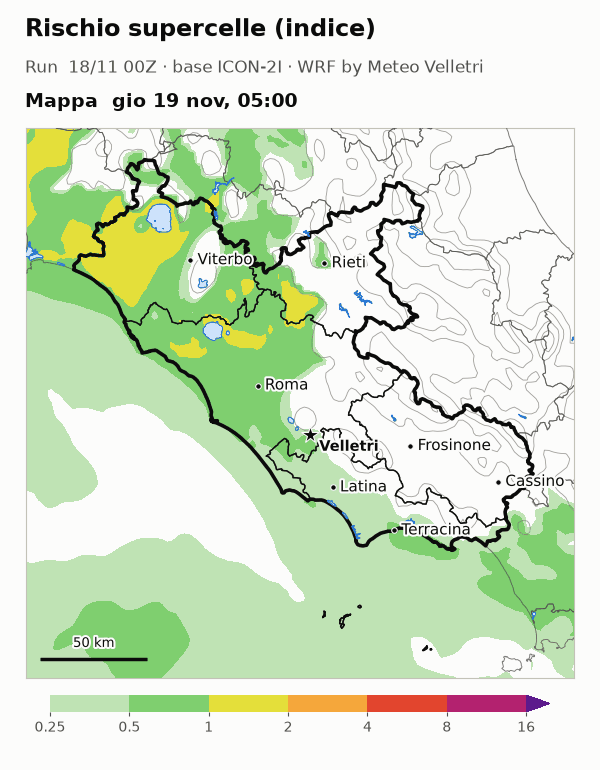 Rischio supercelle (indice)
Run  18/11 00Z · base ICON-2I · WRF by Meteo Velletri
Mappa  gio 19 nov, 05:00
Viterbo
Rieti
Roma
Velletri
Frosinone
Cassino
Latina
Terracina
50 km
0.25 0.5 1 2 4 8 16